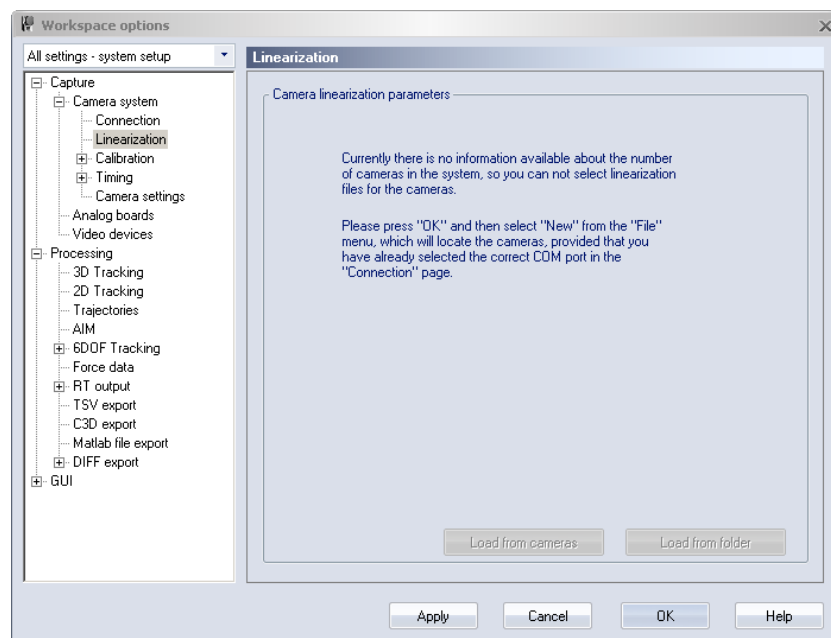 Workspace options
All settings - system setup
Capture
Camera system
Connection
Linearization
Calibration
Timing
Camera settings
Analog boards
Video devices
Processing
3D Tracking
2D Tracking
Trajectories
AIM
6DOF Tracking
Force data
RT output
TSV export
C3D export
Matlab file export
DIFF export
GUI
Linearization
Camera linearization parameters
Currently there is no information available about the number
of cameras in the system, so you can not select linearization
files for the cameras.
Please press "OK" and then select "New" from the "File"
menu, which will locate the cameras, provided that you
have already selected the correct COM port in the
"Connection" page.
Load from cameras
Load from folder
Apply
Cancel
OK
Help